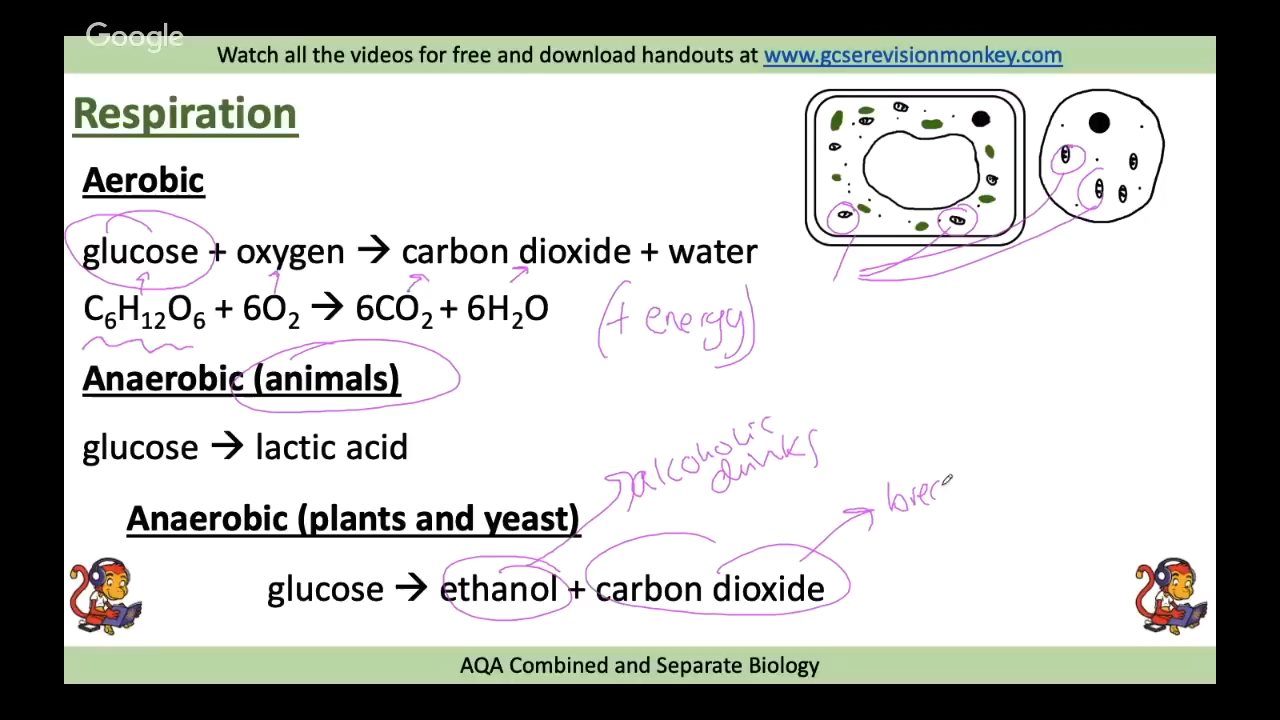 Google
Watch all the videos for free and download handouts at www.gcserevisionmonkey.com
Respiration
Aerobic
glucose + oxygen → carbon dioxide + water
C₆H₁₂O₆ + 6O₂ → 6CO₂ + 6H₂O
(+ energy)
Anaerobic (animals)
glucose → lactic acid
alcoholic
drinks
Anaerobic (plants and yeast)
glucose → ethanol + carbon dioxide
AQA Combined and Separate Biology